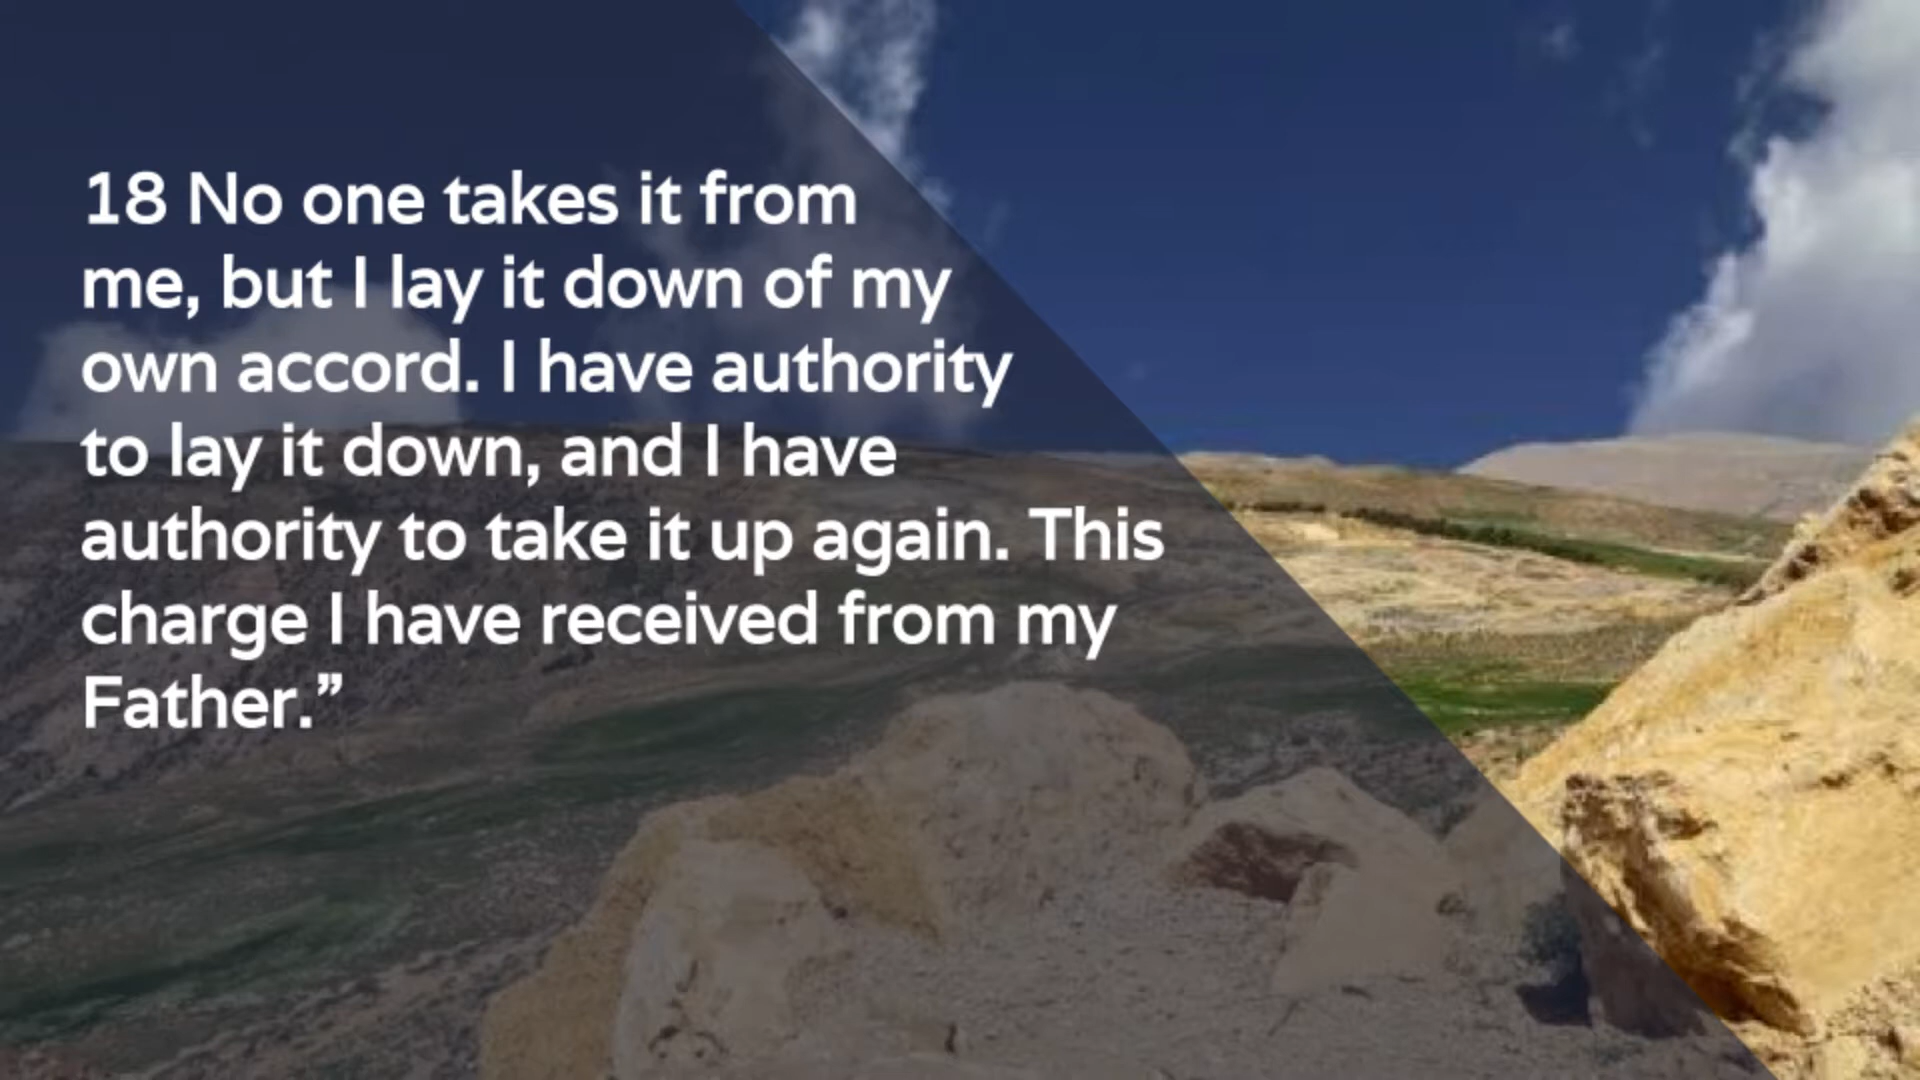 18 No one takes it from
me, but I lay it down of my
own accord. I have authority
to lay it down, and I have
authority to take it up again. This
charge I have received from my
Father.”